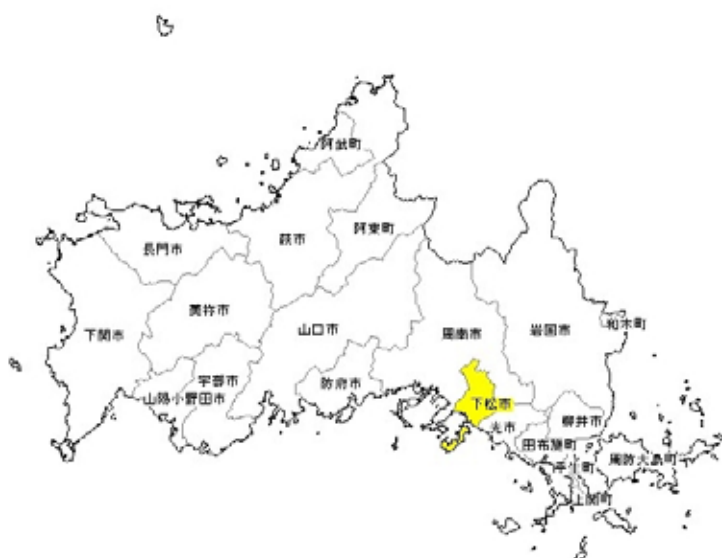 阿武町
萩市
阿東町
長門市
美祢市
山口市
周南市
岩国市
和木町
下関市
宇部市
防府市
山陽小野田市
下松市
光市
柳井市
田布施町
平生町
周防大島町
上関町